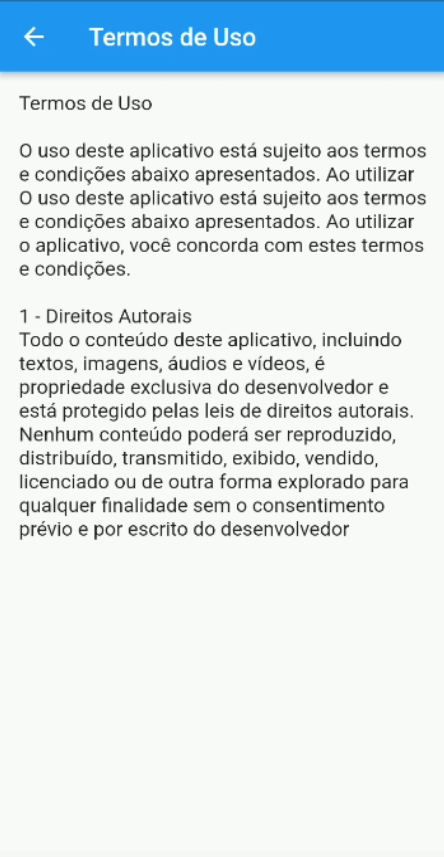 Termos de Uso
Termos de Uso
O uso deste aplicativo está sujeito aos termos
e condições abaixo apresentados. Ao utilizar
O uso deste aplicativo está sujeito aos termos
e condições abaixo apresentados. Ao utilizar
o aplicativo, você concorda com estes termos
e condições.
1 - Direitos Autorais
Todo o conteúdo deste aplicativo, incluindo
textos, imagens, áudios e vídeos, é
propriedade exclusiva do desenvolvedor e
está protegido pelas leis de direitos autorais.
Nenhum conteúdo poderá ser reproduzido,
distribuído, transmitido, exibido, vendido,
licenciado ou de outra forma explorado para
qualquer finalidade sem o consentimento
prévio e por escrito do desenvolvedor